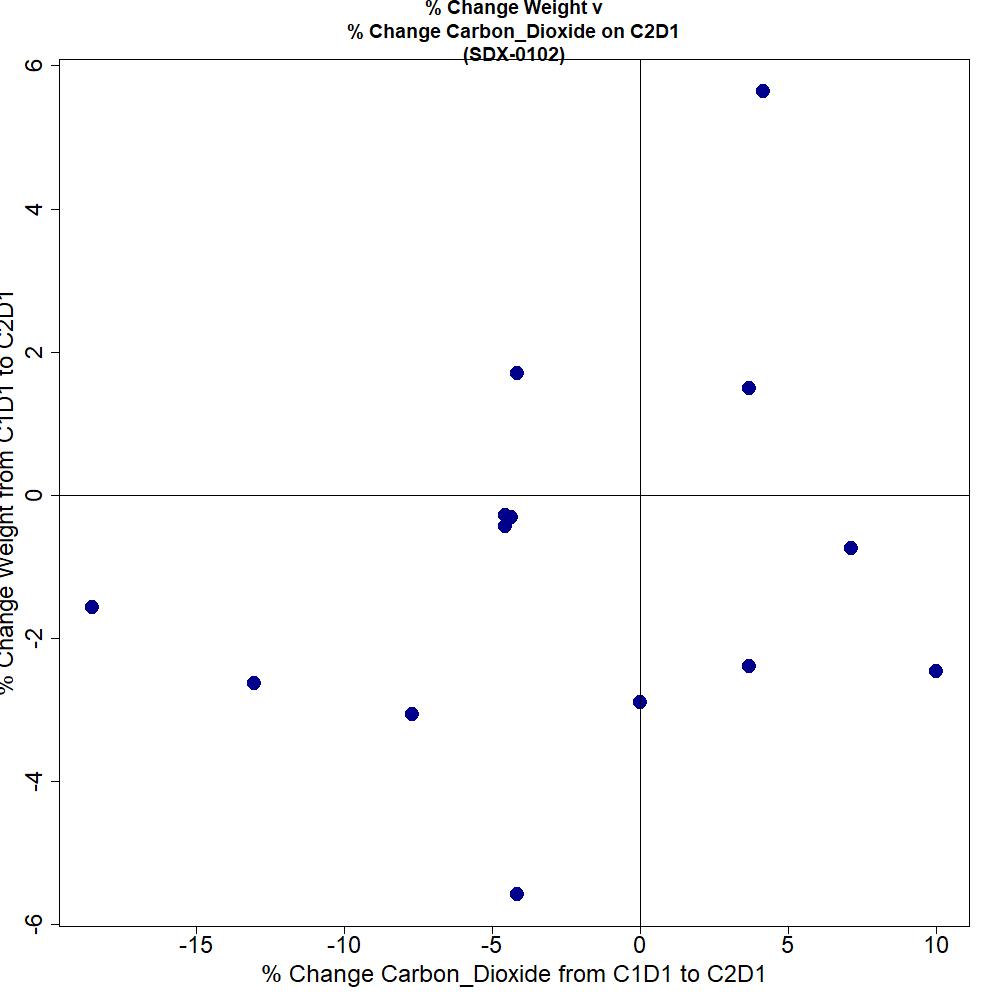 % Change Weight v
% Change Carbon_Dioxide on C2D1
(SDX-0102)
% Change Weight from C1D1 to C2D1
6
4
2
0
-2
-4
-6
-15 -10 -5 0 5 10
% Change Carbon_Dioxide from C1D1 to C2D1